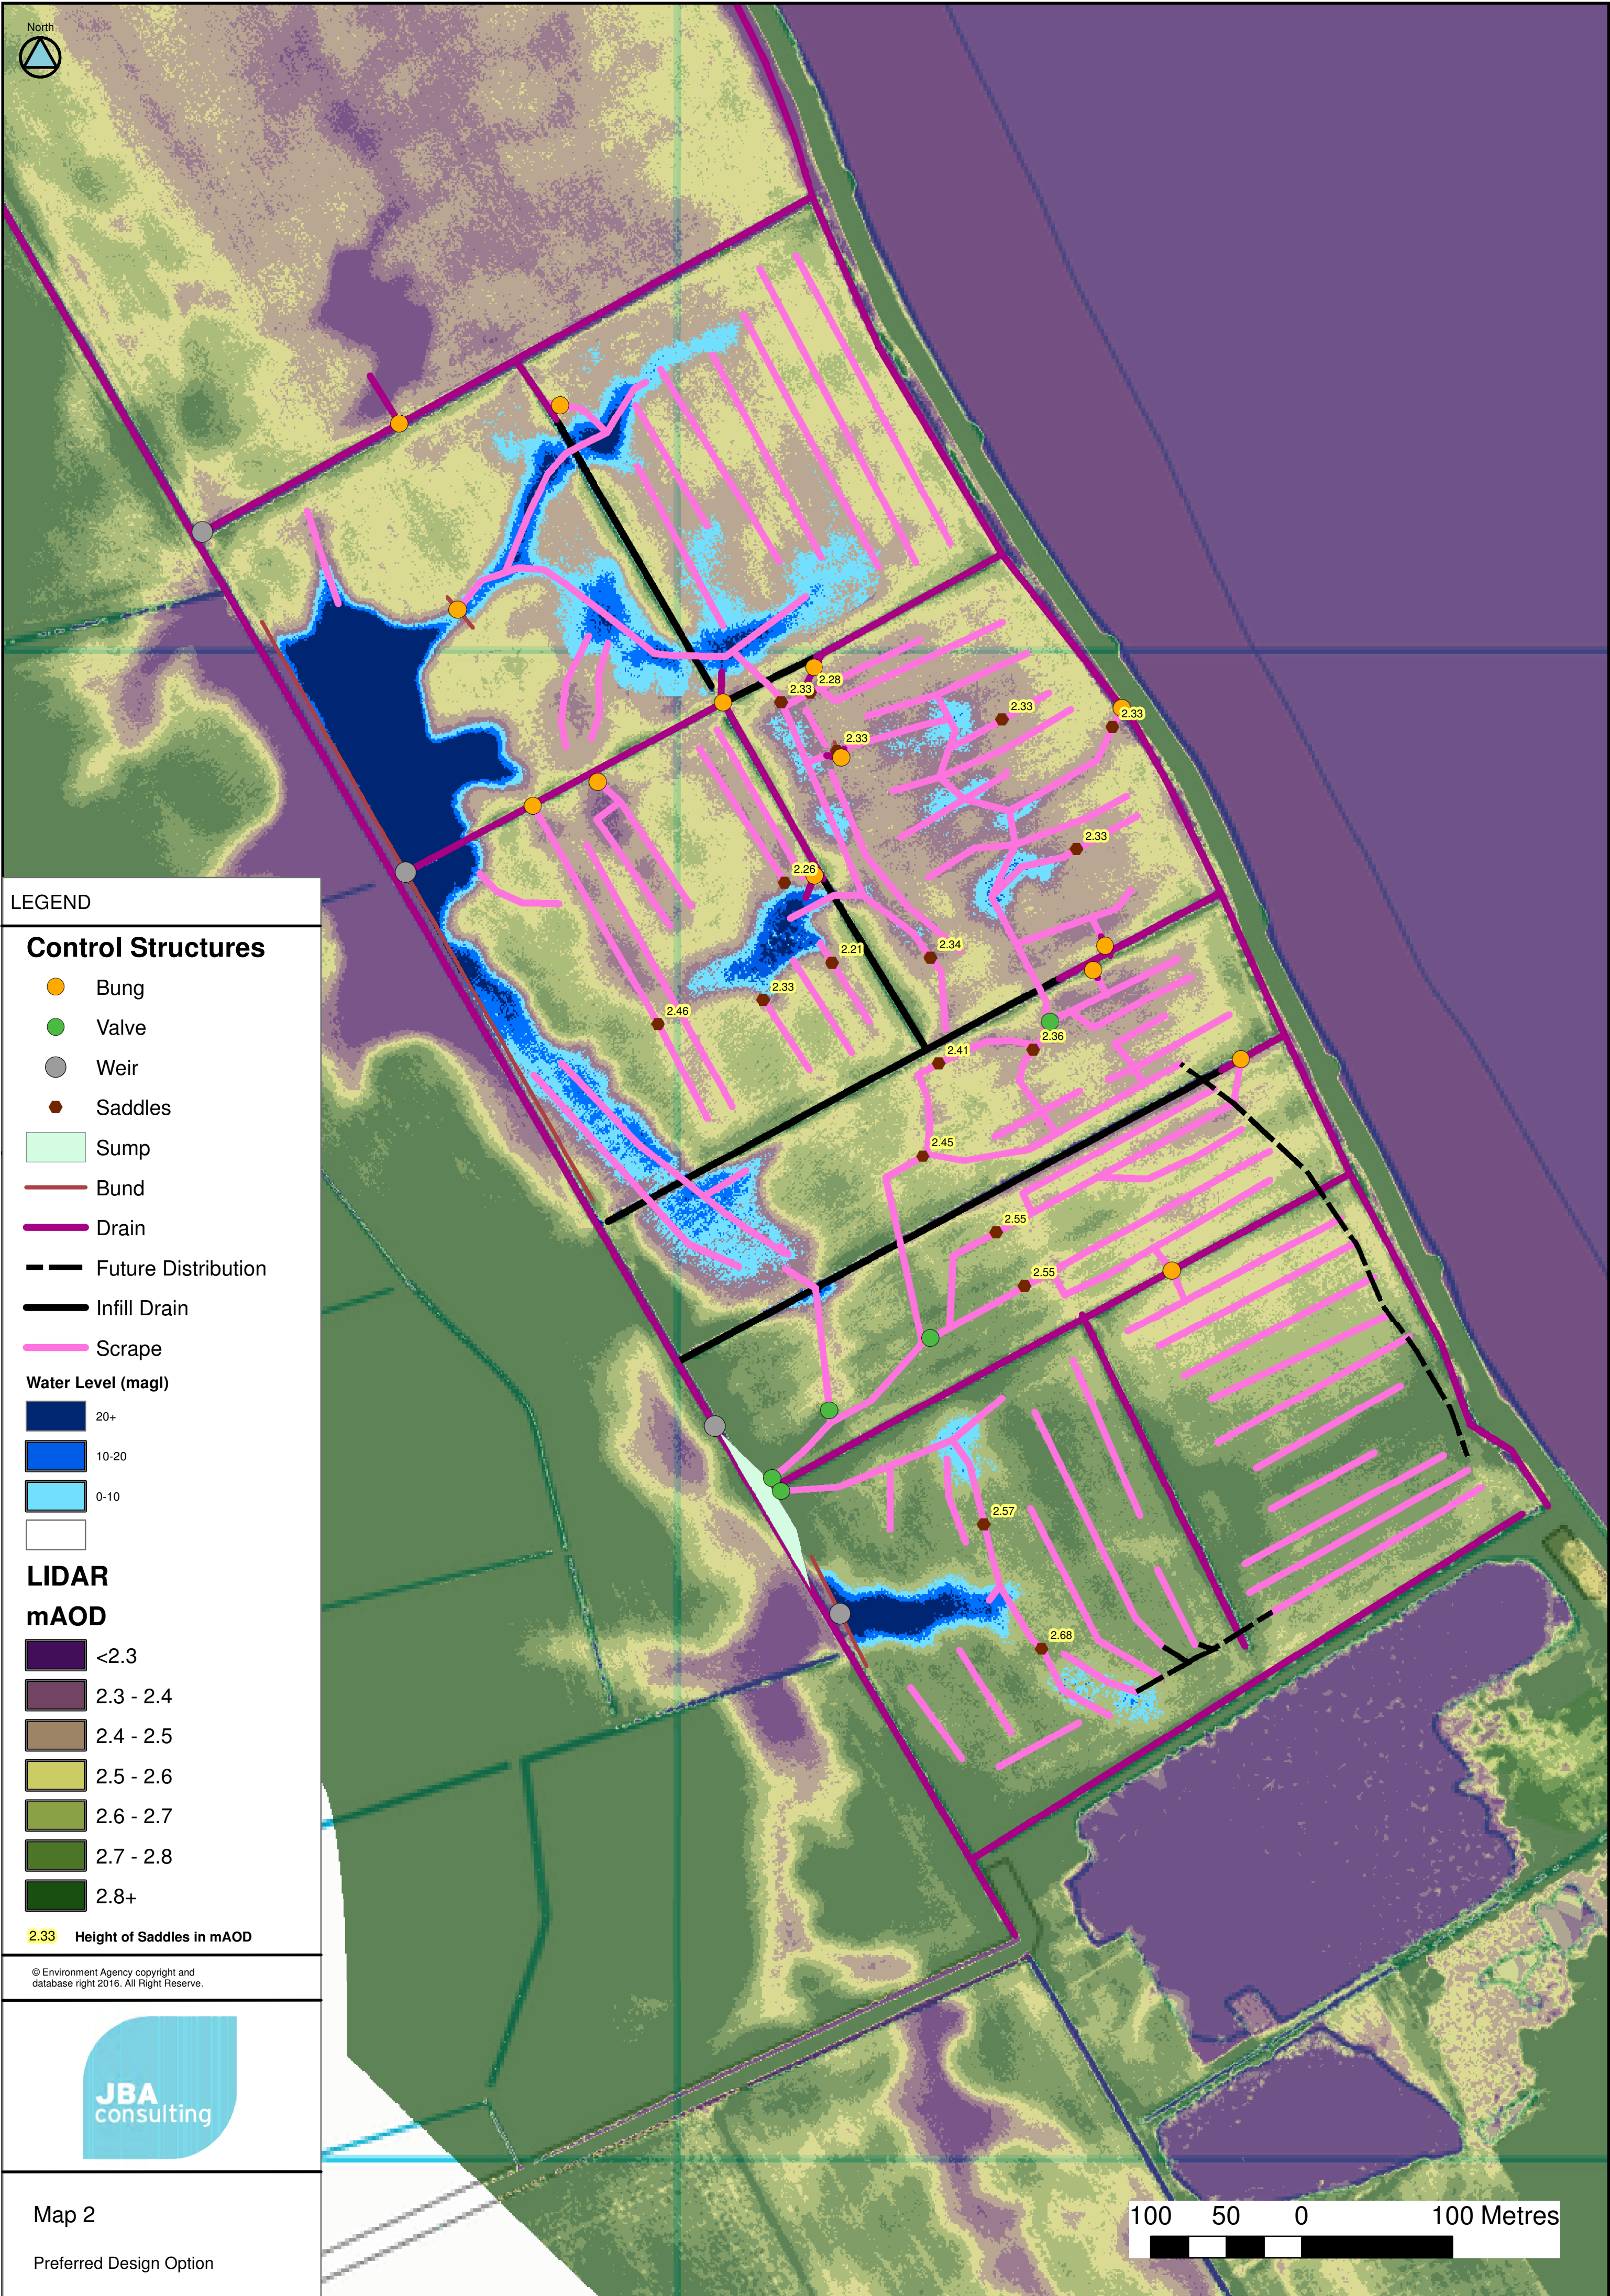 North
2.28
2.33
2.33
2.33
2.33
2.33
2.26
2.34
2.21
2.33
2.46
2.36
2.41
2.45
2.55
2.55
2.57
2.68
LEGEND
Control Structures
Bung
Valve
Weir
Saddles
Sump
Bund
Drain
Future Distribution
Infill Drain
Scrape
Water Level (magl)
20+
10-20
0-10
LIDAR
mAOD
<2.3
2.3 - 2.4
2.4 - 2.5
2.5 - 2.6
2.6 - 2.7
2.7 - 2.8
2.8+
2.33 Height of Saddles in mAOD
© Environment Agency copyright and
database right 2016. All Right Reserve.
JBA
consulting
Map 2
Preferred Design Option
100 50 0 100 Metres